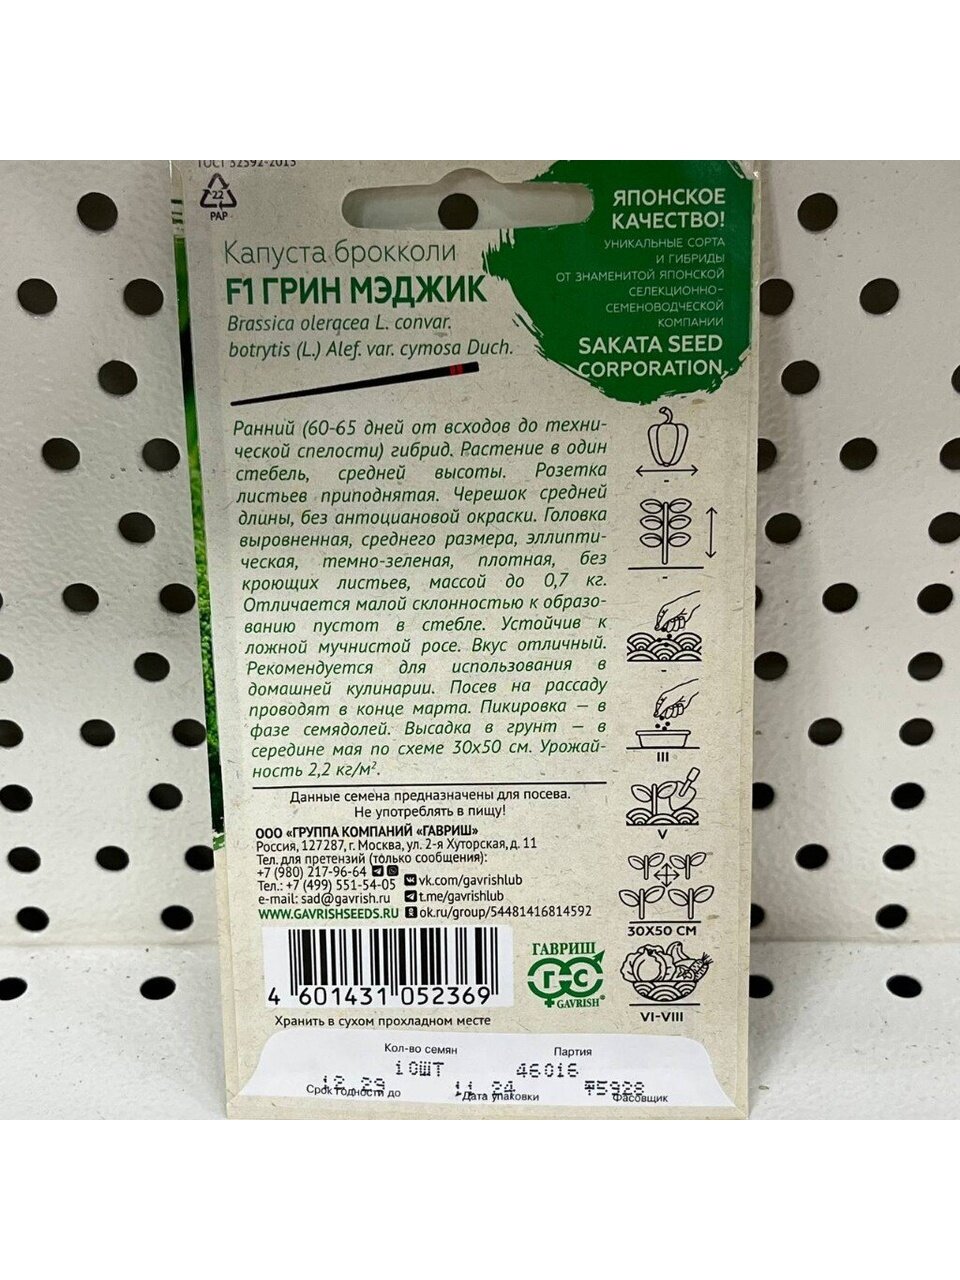 ГОСТ 32592-2013
22
PAP
Капуста брокколи
F1 ГРИН МЭДЖИК
Brassica oleracea L. convar.
botrytis (L.) Alef. var. cymosa Duch.
ЯПОНСКОЕ
КАЧЕСТВО!
УНИКАЛЬНЫЕ СОРТА
И ГИБРИДЫ
ОТ ЗНАМЕНИТОЙ ЯПОНСКОЙ
СЕЛЕКЦИОННО-
СЕМЕНОВОДЧЕСКОЙ
КОМПАНИИ
SAKATA SEED
CORPORATION
Ранний (60-65 дней от всходов до техни-
ческой спелости) гибрид. Растение в один
стебель, средней высоты. Розетка
листьев приподнятая. Черешок средней
длины, без антоциановой окраски. Головка
выровненная, среднего размера, эллипти-
ческая, темно-зеленая, плотная, без
кроющих листьев, массой до 0,7 кг.
Отличается малой склонностью к образо-
ванию пустот в стебле. Устойчив к
ложной мучнистой росе. Вкус отличный.
Рекомендуется для использования в
домашней кулинарии. Посев на рассаду
проводят в конце марта. Пикировка — в
фазе семядолей. Высадка в грунт — в
середине мая по схеме 30x50 см. Урожай-
ность 2,2 кг/м².
-
-
-
III
V
30X50 СМ
VI-VIII
Данные семена предназначены для посева.
Не употреблять в пищу!
ООО «ГРУППА КОМПАНИЙ «ГАВРИШ»
Россия, 127287, г. Москва, ул. 2-я Хуторская, д. 11
Тел. для претензий (только сообщения):
+7 (980) 217-96-64
Тел.: +7 (499) 551-54-05
e-mail: sad@gavrish.ru
WWW.GAVRISHSEEDS.RU
vk.com/gavrishlub
t.me/gavrishlub
ok.ru/group/54481416814592
4 601431 052369
ГАВРИШ
Г-С
GAVRISH®
Хранить в сухом прохладном месте
Кол-во семян Партия
10ШТ 46016
12.29 11.24 T5928
Срок годности до Дата упаковки Фасовщик